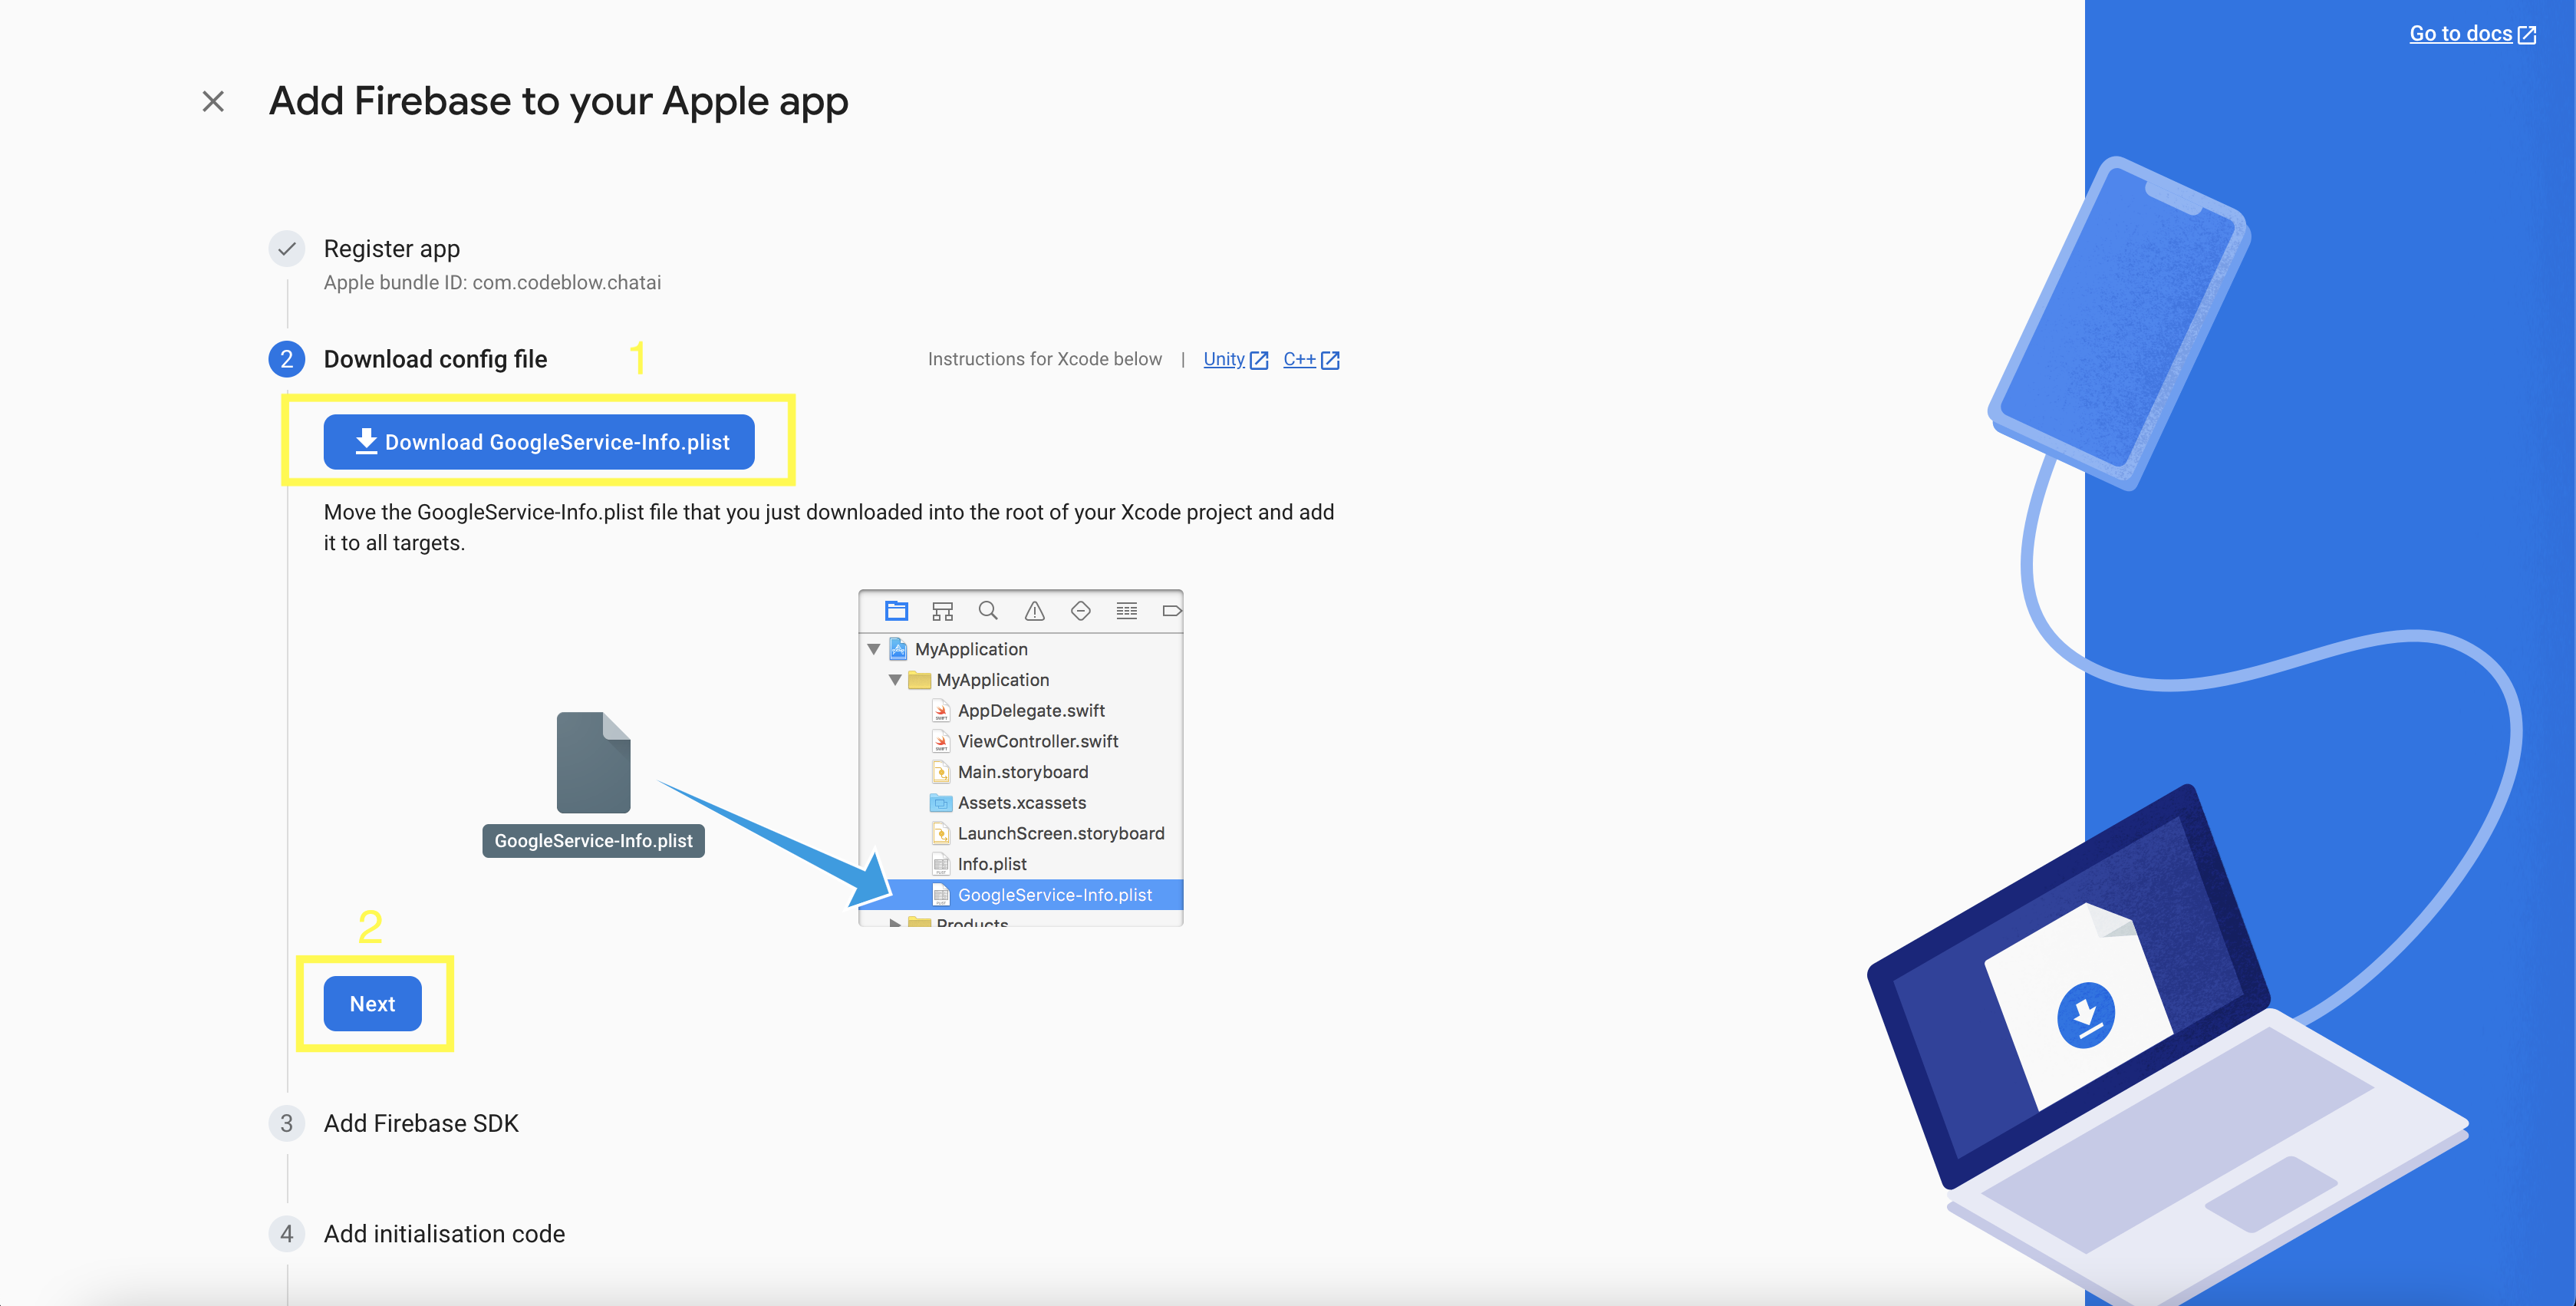 Go to docs
Add Firebase to your Apple app
Register app
Apple bundle ID: com.codeblow.chatai
2 Download config file 1 Instructions for Xcode below | Unity C++
Download GoogleService-Info.plist
Move the GoogleService-Info.plist file that you just downloaded into the root of your Xcode project and add
it to all targets.
MyApplication
MyApplication
AppDelegate.swift
ViewController.swift
Main.storyboard
Assets.xcassets
LaunchScreen.storyboard
Info.plist
GoogleService-Info.plist
Products
GoogleService-Info.plist
2
Next
3 Add Firebase SDK
4 Add initialisation code